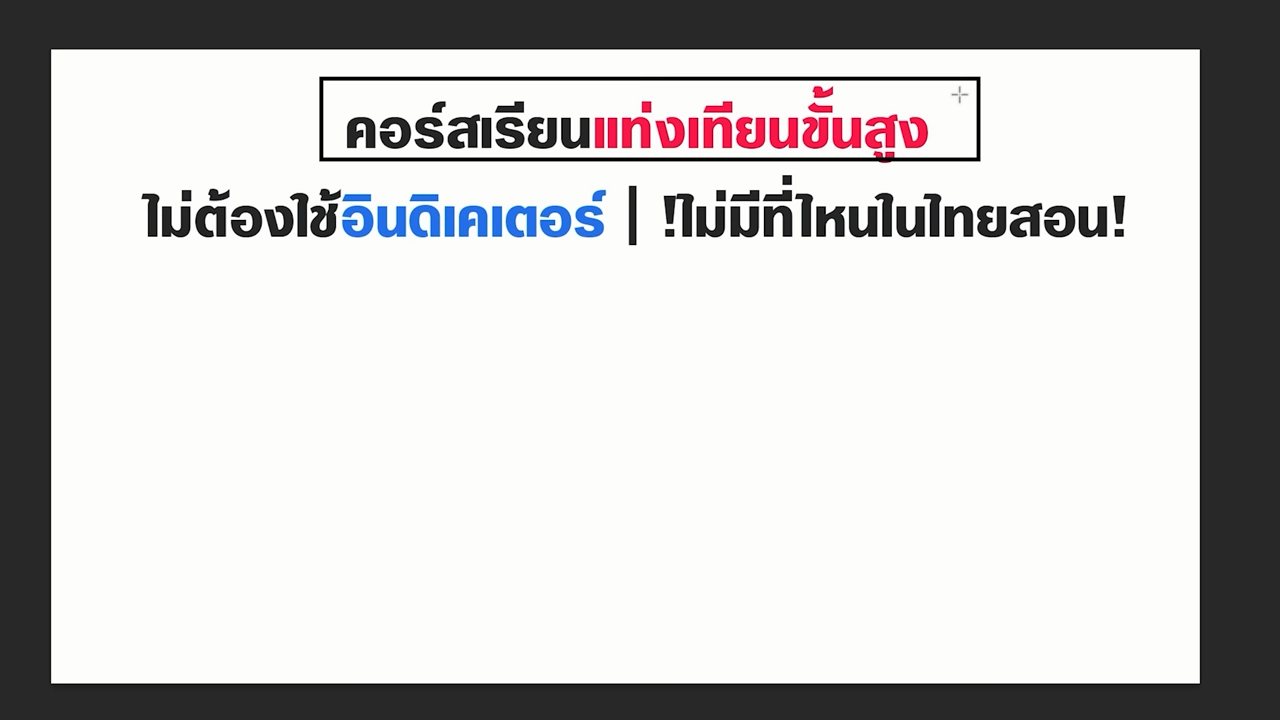 คอร์สเรียนแท่งเทียนขั้นสูง
ไม่ต้องใช้อินดิเคเตอร์ | !ไม่มีที่ไหนในไทยสอน!